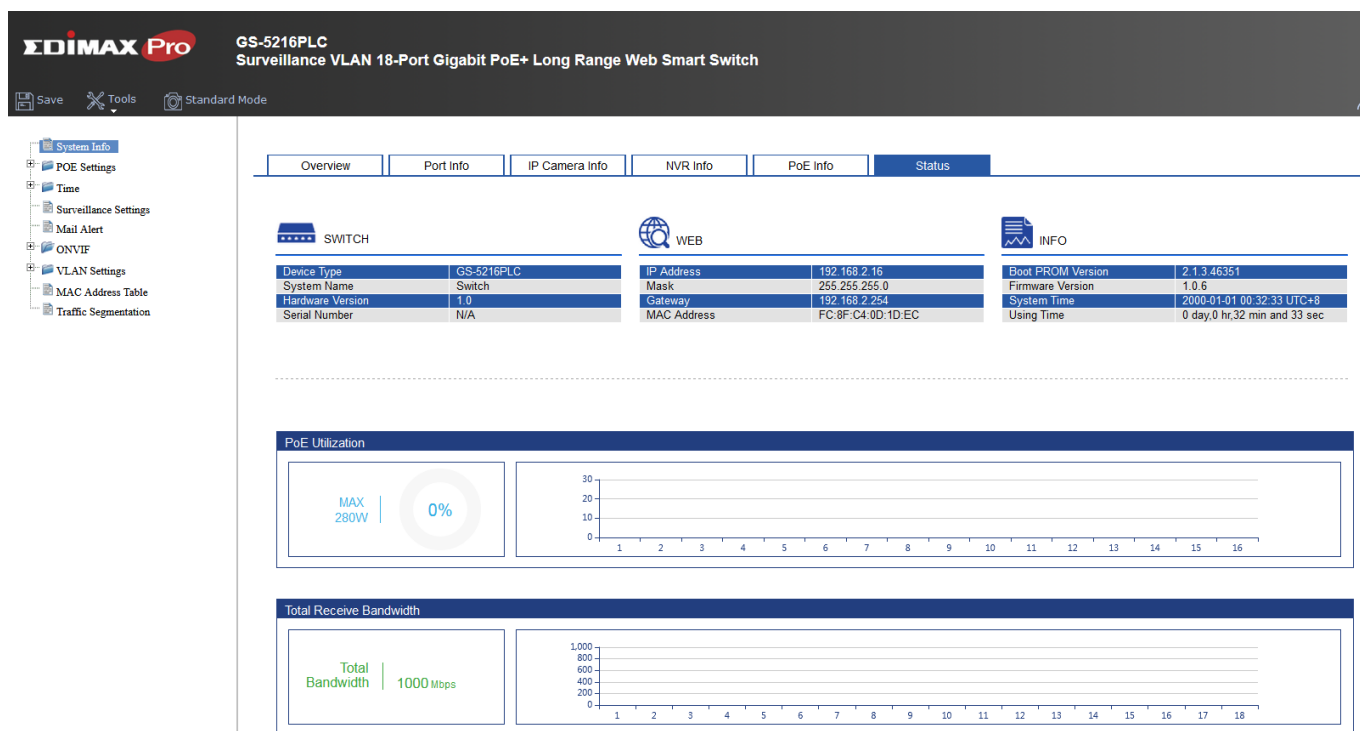 EDIMAX Pro
GS-5216PLC
Surveillance VLAN 18-Port Gigabit PoE+ Long Range Web Smart Switch
Save Tools Standard Mode
System Info
POE Settings
Time
Surveillance Settings
Mail Alert
ONVIF
VLAN Settings
MAC Address Table
Traffic Segmentation
Overview Port Info IP Camera Info NVR Info PoE Info Status
SWITCH
Device Type GS-5216PLC
System Name Switch
Hardware Version 1.0
Serial Number N/A
WEB
IP Address 192.168.2.16
Mask 255.255.255.0
Gateway 192.168.2.254
MAC Address FC:8F:C4:0D:1D:EC
INFO
Boot PROM Version 2.1.3.46351
Firmware Version 1.0.6
System Time 2000-01-01 00:32:33 UTC+8
Using Time 0 day,0 hr,32 min and 33 sec
PoE Utilization
MAX
280W
0%
30
20
10
0
1 2 3 4 5 6 7 8 9 10 11 12 13 14 15 16
Total Receive Bandwidth
Total
Bandwidth
1000 Mbps
1,000
800
600
400
200
0
1 2 3 4 5 6 7 8 9 10 11 12 13 14 15 16 17 18